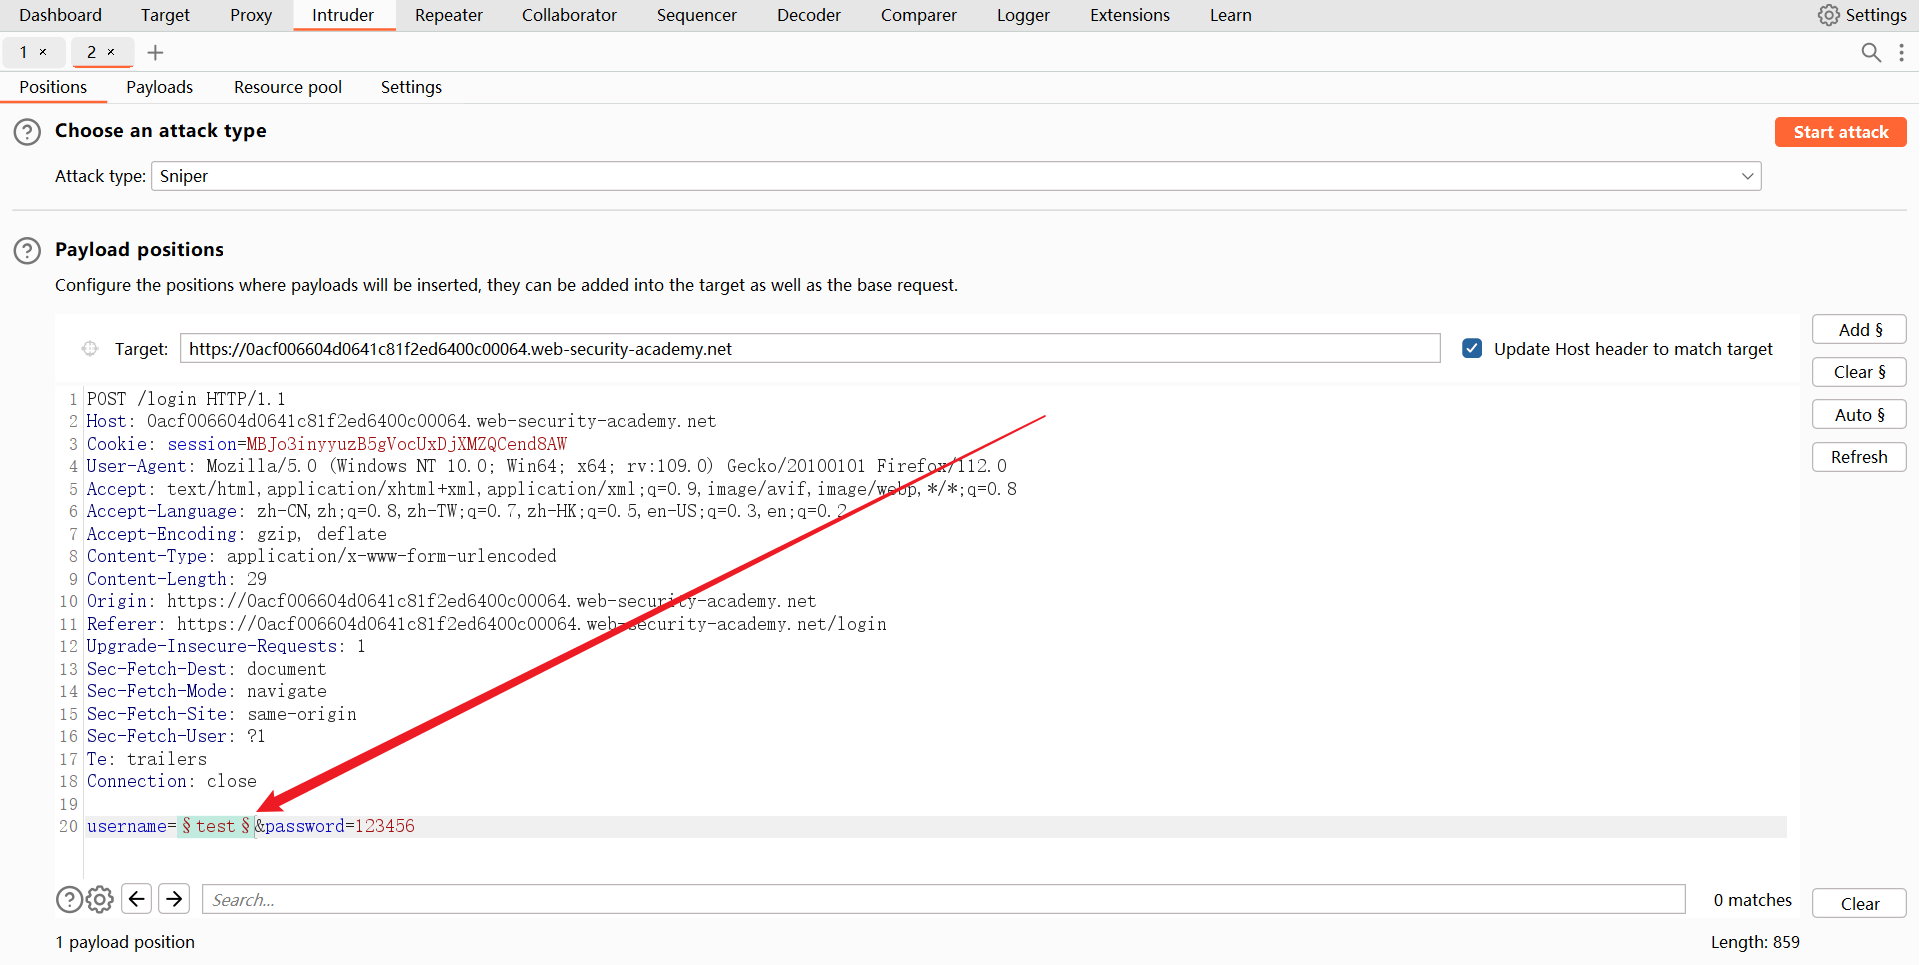 Dashboard Target Proxy Intruder Repeater Collaborator Sequencer Decoder Comparer Logger Extensions Learn Settings
1 × 2 × +
Positions Payloads Resource pool Settings
? Choose an attack type Start attack
Attack type: Sniper
? Payload positions
Configure the positions where payloads will be inserted, they can be added into the target as well as the base request.
Target: https://0acf006604d0641c81f2ed6400c00064.web-security-academy.net Update Host header to match target
Add §
Clear §
Auto §
Refresh
1 POST /login HTTP/1.1
2 Host: 0acf006604d0641c81f2ed6400c00064.web-security-academy.net
3 Cookie: session=MBJo3inyyuzB5gVocUxDjXMZQCend8AW
4 User-Agent: Mozilla/5.0 (Windows NT 10.0; Win64; x64; rv:109.0) Gecko/20100101 Firefox/112.0
5 Accept: text/html,application/xhtml+xml,application/xml;q=0.9,image/avif,image/webp,*/*;q=0.8
6 Accept-Language: zh-CN,zh;q=0.8,zh-TW;q=0.7,zh-HK;q=0.5,en-US;q=0.3,en;q=0.2
7 Accept-Encoding: gzip, deflate
8 Content-Type: application/x-www-form-urlencoded
9 Content-Length: 29
10 Origin: https://0acf006604d0641c81f2ed6400c00064.web-security-academy.net
11 Referer: https://0acf006604d0641c81f2ed6400c00064.web-security-academy.net/login
12 Upgrade-Insecure-Requests: 1
13 Sec-Fetch-Dest: document
14 Sec-Fetch-Mode: navigate
15 Sec-Fetch-Site: same-origin
16 Sec-Fetch-User: ?1
17 Te: trailers
18 Connection: close
19
20 username=§test§&password=123456
? Search... 0 matches Clear
1 payload position Length: 859